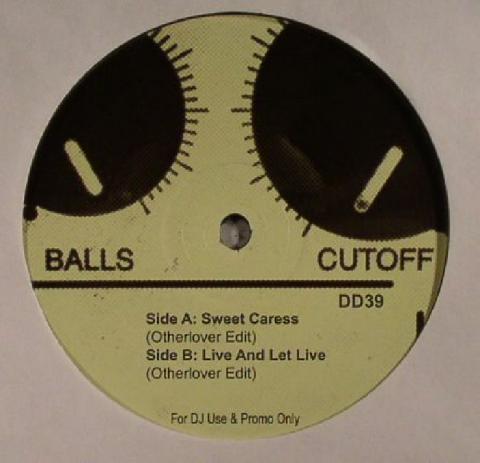 BALLS CUTOFF
DD39
Side A: Sweet Caress
(Otherlover Edit)
Side B: Live And Let Live
(Otherlover Edit)
For DJ Use & Promo Only